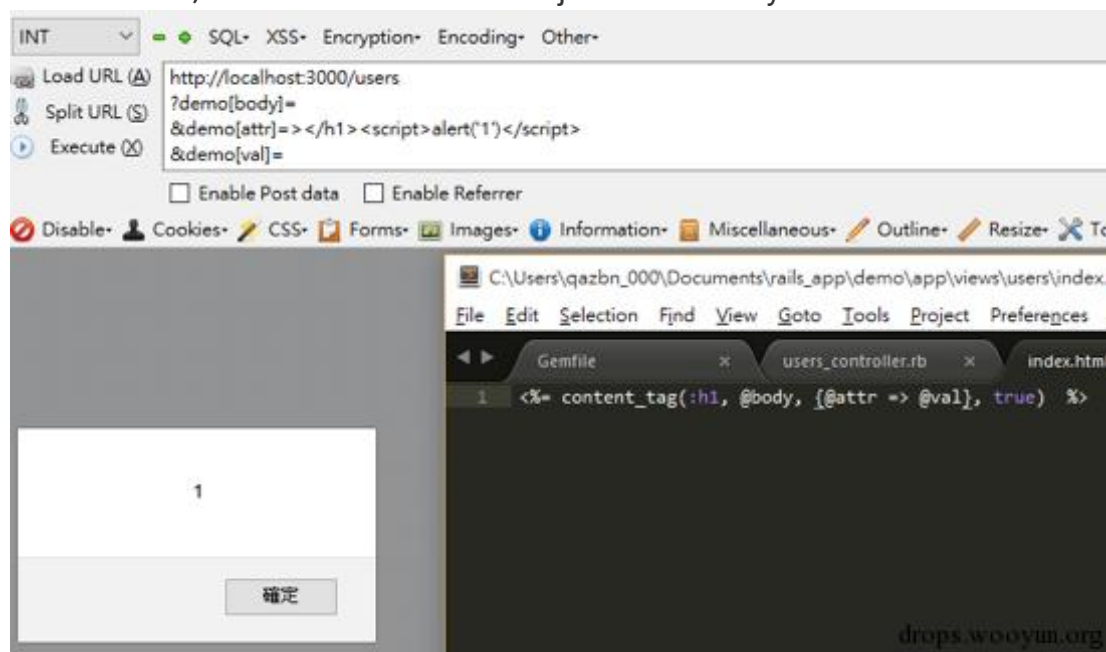 INT SQL- XSS- Encryption- Encoding- Other-
Load URL (A) http://localhost:3000/users
Split URL (S) ?demo[body]=
&demo[attr]=></h1><script>alert('1')</script>
Execute (X) &demo[val]=
Enable Post data Enable Referrer
Disable- Cookies- CSS- Forms- Images- Information- Miscellaneous- Outline- Resize- To
C:\Users\qazbn_000\Documents\rails_app\demo\app\views\users\index.
File Edit Selection Find View Goto Tools Project Preferences
Gemfile × users_controller.rb × index.htm
1 <%= content_tag(:h1, @body, {@attr => @val}, true) %>
1
確定
drops.wooyun.org